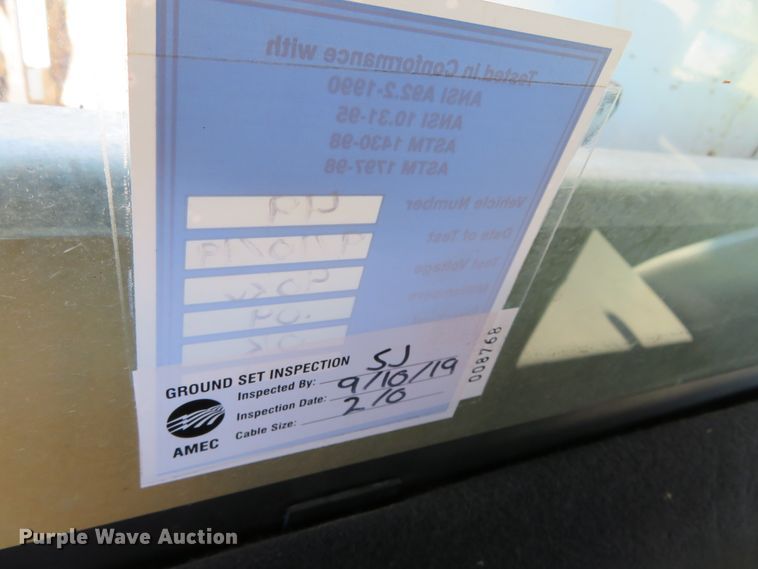 Tested in Conformance with
ANSI A92.2-1990
ANSI 10.31-95
ASTM 1430-98
ASTM 1797-98
Vehicle Number
Date of Test
Test Voltage
008768
GROUND SET INSPECTION
Inspected By: SJ
Inspection Date: 9/10/19
Cable Size: 2/0
AMEC
Purple Wave Auction